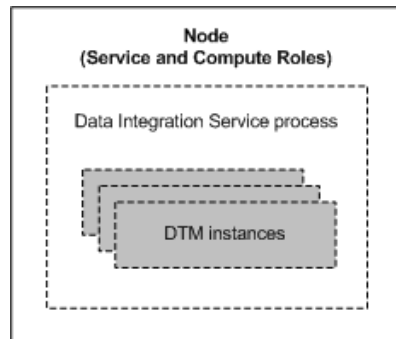 Node
(Service and Compute Roles)
Data Integration Service process
DTM instances